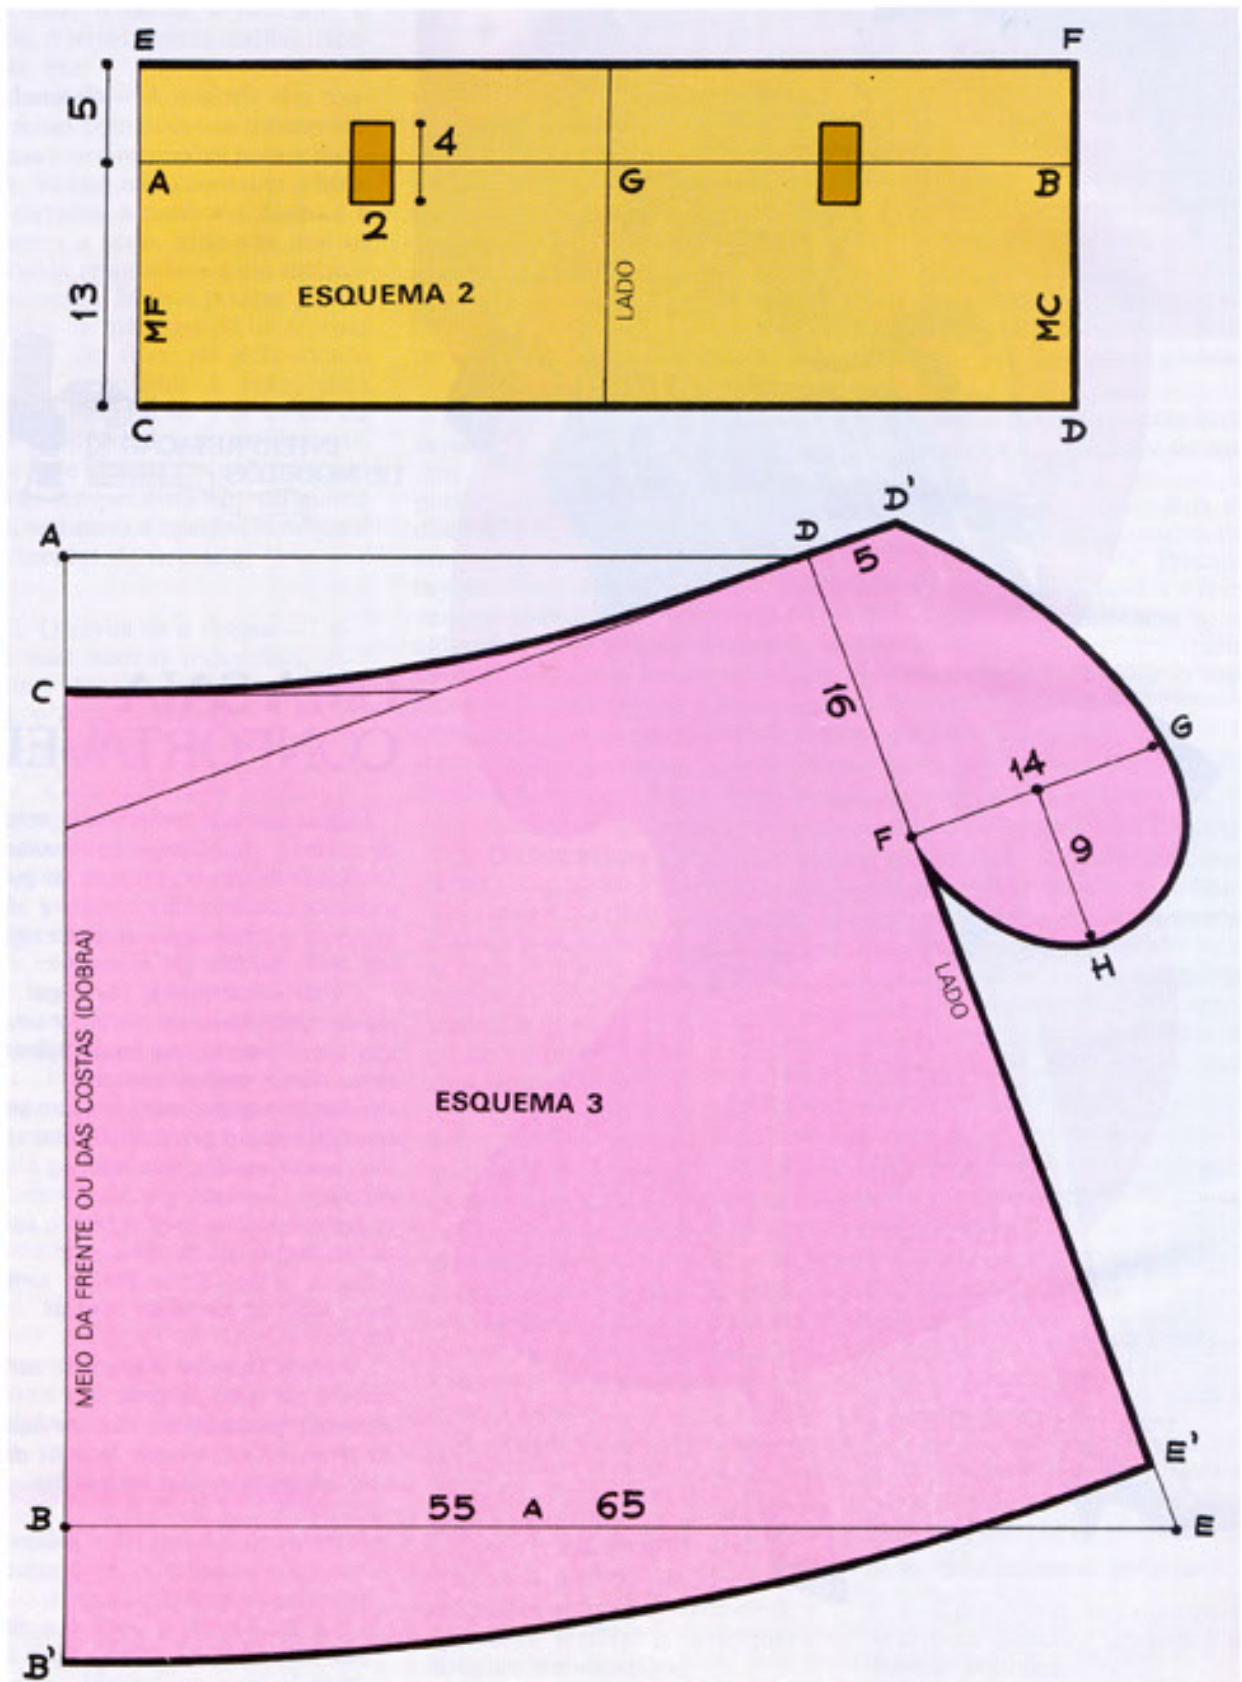 E F
5
4
A G B
2
13
MF
ESQUEMA 2
LADO
MC
C D
D'
A D
5
C
16
G
14
F
9
H
LADO
MEIO DA FRENTE OU DAS COSTAS (DOBRA)
ESQUEMA 3
E'
55 A 65
B E
B'